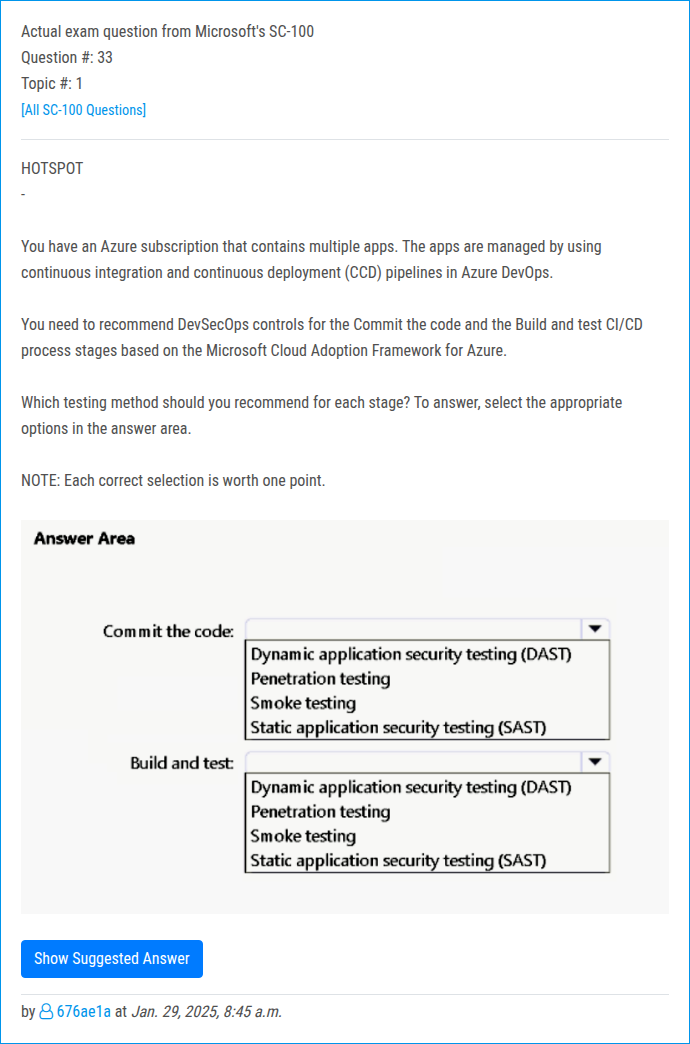 Actual exam question from Microsoft's SC-100
Question #: 33
Topic #: 1
[All SC-100 Questions]
HOTSPOT
-
You have an Azure subscription that contains multiple apps. The apps are managed by using
continuous integration and continuous deployment (CCD) pipelines in Azure DevOps.
You need to recommend DevSecOps controls for the Commit the code and the Build and test CI/CD
process stages based on the Microsoft Cloud Adoption Framework for Azure.
Which testing method should you recommend for each stage? To answer, select the appropriate
options in the answer area.
NOTE: Each correct selection is worth one point.
Answer Area
Commit the code:
Dynamic application security testing (DAST)
Penetration testing
Smoke testing
Static application security testing (SAST)
Build and test:
Dynamic application security testing (DAST)
Penetration testing
Smoke testing
Static application security testing (SAST)
Show Suggested Answer
by 676ae1a at Jan. 29, 2025, 8:45 a.m.